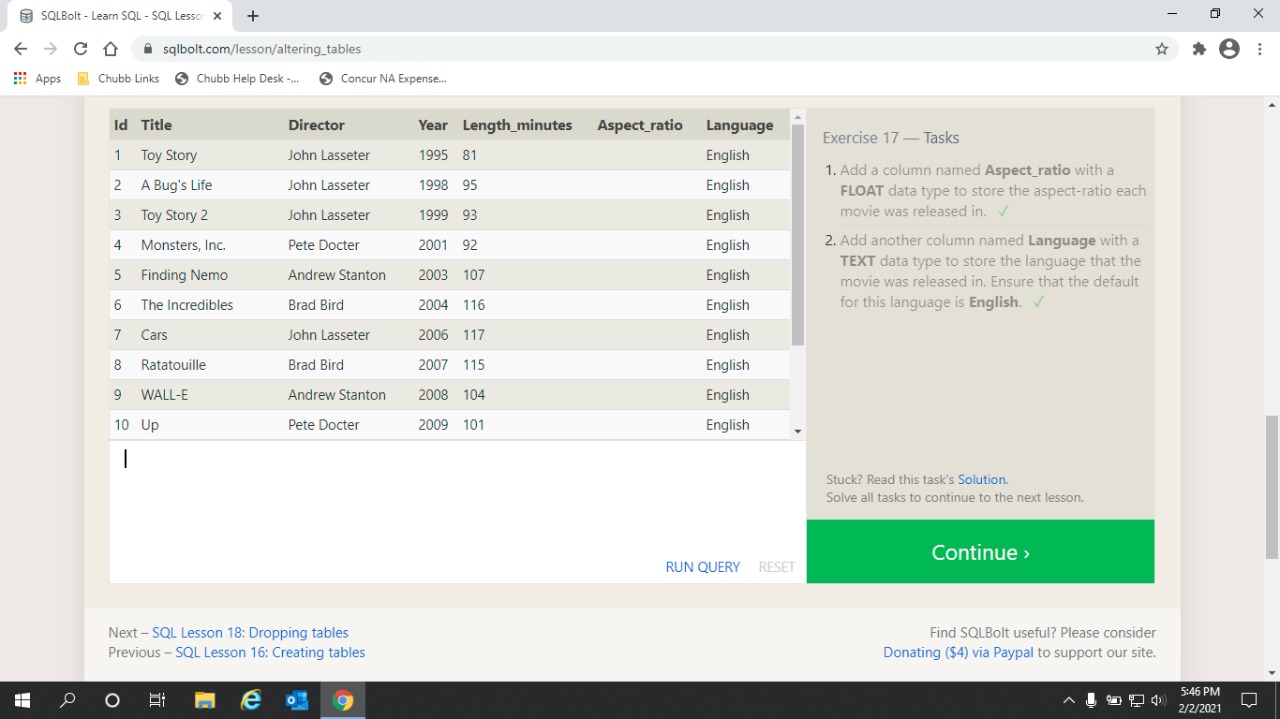 SQLBolt - Learn SQL - SQL Lesso
sqlbolt.com/lesson/altering_tables
Apps Chubb Links Chubb Help Desk -... Concur NA Expense...
Id Title Director Year Length_minutes Aspect_ratio Language
1 Toy Story John Lasseter 1995 81 English
2 A Bug's Life John Lasseter 1998 95 English
3 Toy Story 2 John Lasseter 1999 93 English
4 Monsters, Inc. Pete Docter 2001 92 English
5 Finding Nemo Andrew Stanton 2003 107 English
6 The Incredibles Brad Bird 2004 116 English
7 Cars John Lasseter 2006 117 English
8 Ratatouille Brad Bird 2007 115 English
9 WALL-E Andrew Stanton 2008 104 English
10 Up Pete Docter 2009 101 English
RUN QUERY RESET
Exercise 17 — Tasks
1. Add a column named Aspect_ratio with a
FLOAT data type to store the aspect-ratio each
movie was released in. ✓
2. Add another column named Language with a
TEXT data type to store the language that the
movie was released in. Ensure that the default
for this language is English. ✓
Stuck? Read this task's Solution.
Solve all tasks to continue to the next lesson.
Continue ›
Next – SQL Lesson 18: Dropping tables
Previous – SQL Lesson 16: Creating tables
Find SQLBolt useful? Please consider
Donating ($4) via Paypal to support our site.
5:46 PM
2/2/2021